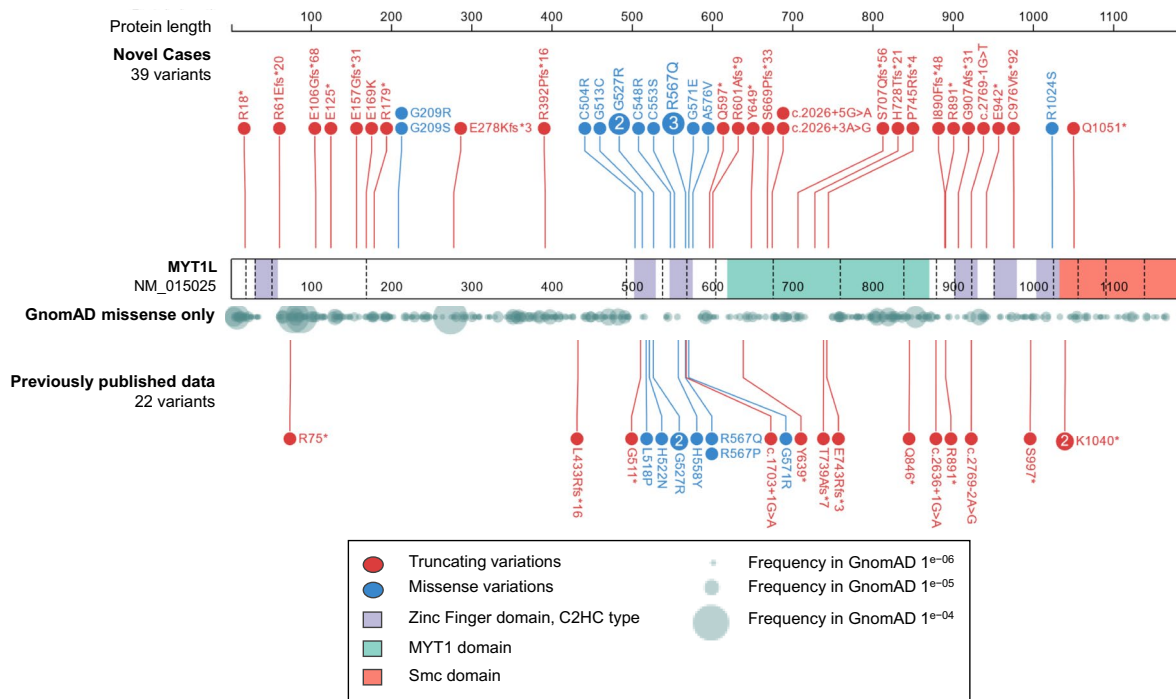 Protein length
100 200 300 400 500 600 700 800 900 1000 1100
Novel Cases
39 variants
R18*
R61Efs*20
E106Gfs*68
E125*
E157Gfs*31
E169K
R179*
G209R
G209S
E278Kfs*3
R392Pfs*16
C504R
G513C
2 G527R
C548R
C553S
3 R567Q
G571E
A576V
Q597*
R601Afs*9
Y649*
S669Pfs*33
c.2026+5G>A
c.2026+3A>G
S707Qfs*56
H728Tfs*21
P745Rfs*4
I890Ffs*48
R891*
G907Afs*31
c.2769-1G>T
E942*
C976Vfs*92
R1024S
Q1051*
MYT1L
NM_015025
100 200 300 400 500 600 700 800 900 1000 1100
GnomAD missense only
Previously published data
22 variants
R75*
L433Rfs*16
G511*
L518P
H522N
2 G527R
H558Y
R567Q
R567P
c.1703+1G>A
G571R
Y639*
T739Afs*7
E743Rfs*3
Q846*
c.2636+1G>A
R891*
c.2769-2A>G
S997*
2 K1040*
Truncating variations
Missense variations
Zinc Finger domain, C2HC type
MYT1 domain
Smc domain
Frequency in GnomAD 1e−06
Frequency in GnomAD 1e−05
Frequency in GnomAD 1e−04